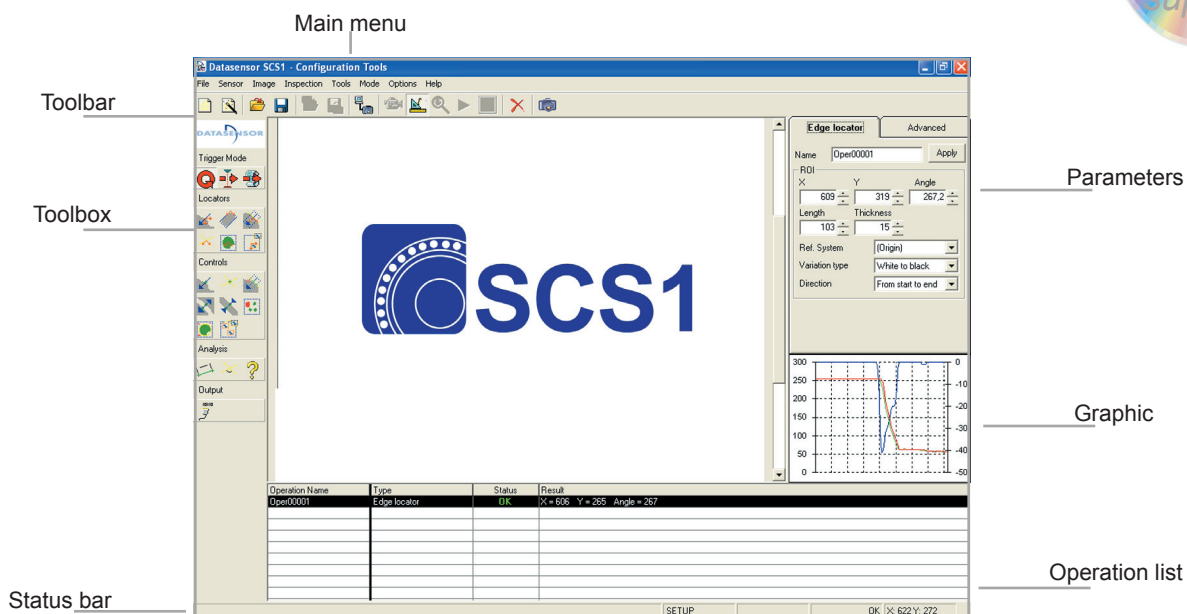 Main menu
Datasensor SCS1 - Configuration Tools
File Sensor Image Inspection Tools Mode Options Help
Toolbar
DATASENSOR
Edge locator Advanced
Name Oper00001 Apply
Parameters
ROI
X Y Angle
609 319 267,2
Length Thickness
103 15
Ref. System (Origin)
Variation type White to black
Direction From start to end
Toolbox
Trigger Mode
Locators
Controls
Analysis
Output
SCS1
300 0
250 -10
200 -20
150 -30
100 -40
50 -50
0
Graphic
Operation Name Type Status Result
Oper00001 Edge locator OK X = 606 Y = 265 Angle = 267
Operation list
Status bar
SETUP OK X: 622 Y: 272